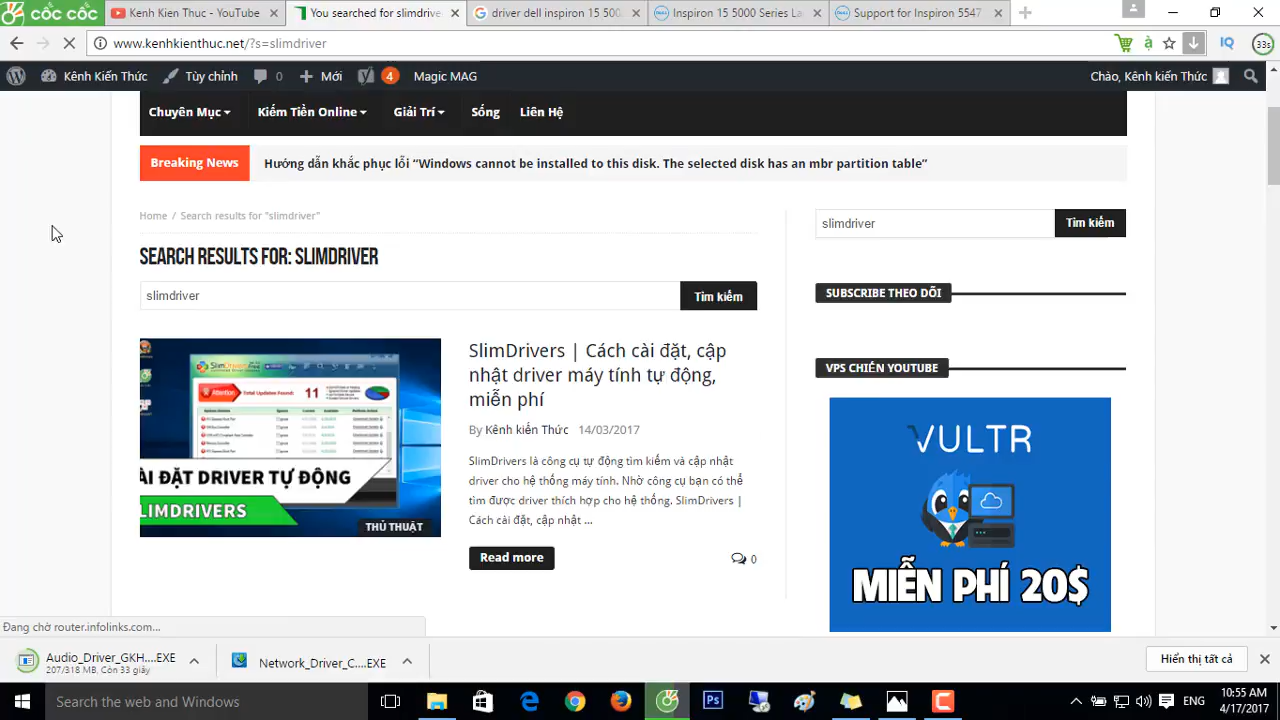 cốc cốc
Kenh Kien Thuc - YouTube
You searched for slimdrive
driver dell inspiron 15 500
Inspiron 15 5000 Series La
Support for Inspiron 5547
www.kenhkienthuc.net/?s=slimdriver
33s
Kênh Kiến Thức
Tùy chỉnh
0
Mới
4
Magic MAG
Chào, Kênh kiến Thức
Chuyên Mục
Kiếm Tiền Online
Giải Trí
Sống
Liên Hệ
Breaking News
Hướng dẫn khắc phục lỗi “Windows cannot be installed to this disk. The selected disk has an mbr partition table”
Home / Search results for "slimdriver"
SEARCH RESULTS FOR: SLIMDRIVER
slimdriver
Tìm kiếm
slimdriver
Tìm kiếm
SUBSCRIBE THEO DÕI
VPS CHIẾN YOUTUBE
VULTR
MIỄN PHÍ 20$
SlimDrivers
Attention
Total Updates Found: 11
ÀI ĐẶT DRIVER TỰ ĐỘNG
LIMDRIVERS
THỦ THUẬT
SlimDrivers | Cách cài đặt, cập
nhật driver máy tính tự động,
miễn phí
By Kênh kiến Thức 14/03/2017
SlimDrivers là công cụ tự động tìm kiếm và cập nhật
driver cho hệ thống máy tính. Nhờ công cụ bạn có thể
tìm được driver thích hợp cho hệ thống. SlimDrivers |
Cách cài đặt, cập nhật ...
Read more
0
Đang chờ router.infolinks.com...
Audio_Driver_GKH....EXE
207/318 MB, Còn 33 giây
Network_Driver_C....EXE
Hiển thị tất cả
Search the web and Windows
ENG
10:55 AM
4/17/2017